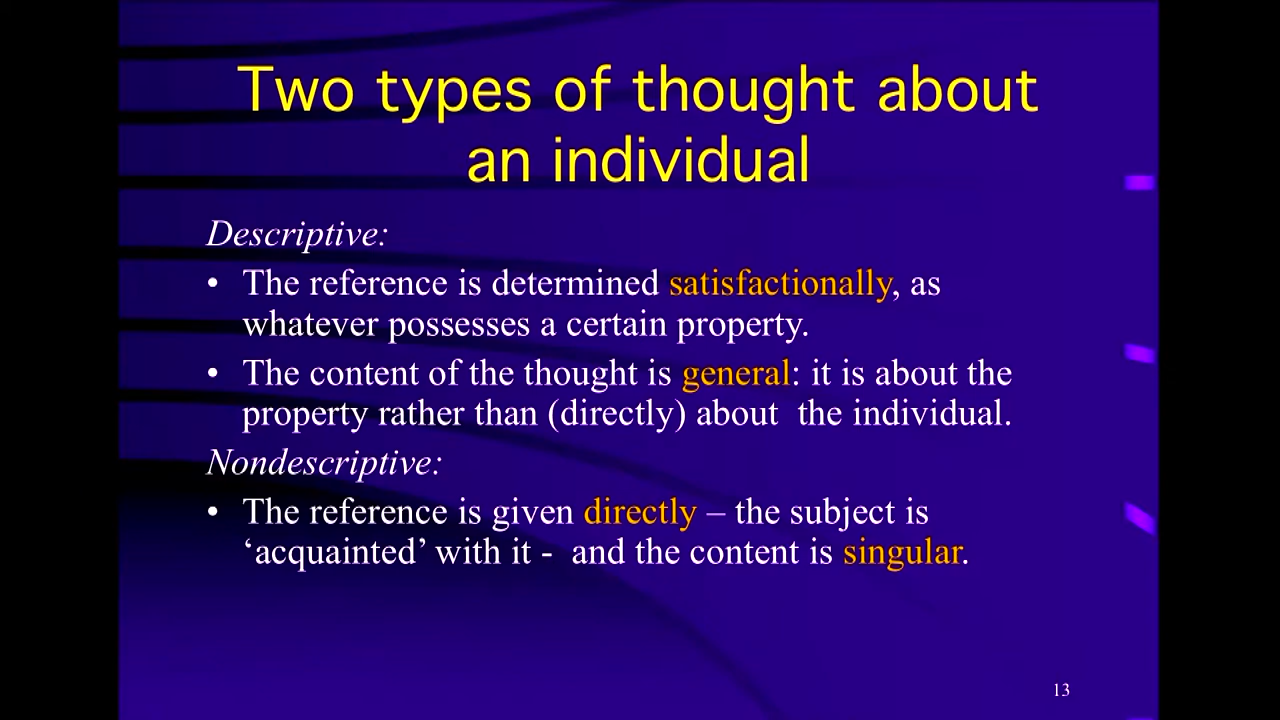 Two types of thought about
an individual
Descriptive:
• The reference is determined satisfactionally, as
whatever possesses a certain property.
• The content of the thought is general: it is about the
property rather than (directly) about  the individual.
Nondescriptive:
• The reference is given directly – the subject is
‘acquainted’ with it -  and the content is singular.
13